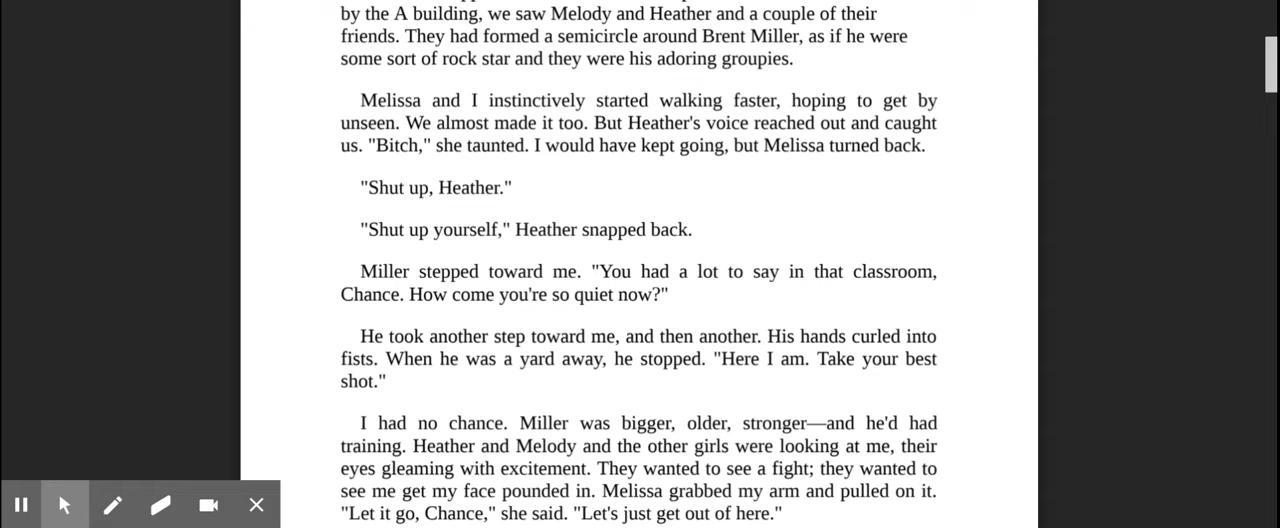 by the A building, we saw Melody and Heather and a couple of their
friends. They had formed a semicircle around Brent Miller, as if he were
some sort of rock star and they were his adoring groupies.
Melissa and I instinctively started walking faster, hoping to get by
unseen. We almost made it too. But Heather's voice reached out and caught
us. "Bitch," she taunted. I would have kept going, but Melissa turned back.
"Shut up, Heather."
"Shut up yourself," Heather snapped back.
Miller stepped toward me. "You had a lot to say in that classroom,
Chance. How come you're so quiet now?"
He took another step toward me, and then another. His hands curled into
fists. When he was a yard away, he stopped. "Here I am. Take your best
shot."
I had no chance. Miller was bigger, older, stronger—and he'd had
training. Heather and Melody and the other girls were looking at me, their
eyes gleaming with excitement. They wanted to see a fight; they wanted to
see me get my face pounded in. Melissa grabbed my arm and pulled on it.
"Let it go, Chance," she said. "Let's just get out of here."